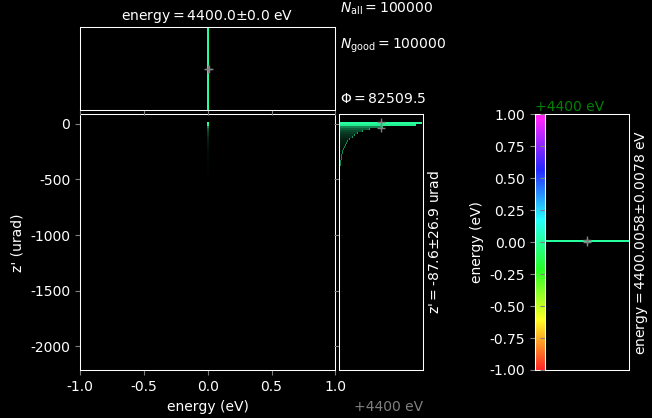 energy = 4400.0±0.0 eV
N_all = 100000
N_good = 100000
Φ = 82509.5
z' (urad)
0
-500
-1000
-1500
-2000
-1.0 -0.5 0.0 0.5 1.0
energy (eV)
+4400 eV
z' = -87.6±26.9 urad
+4400 eV
energy (eV)
1.00
0.75
0.50
0.25
0.00
-0.25
-0.50
-0.75
-1.00
energy = 4400.0058±0.0078 eV